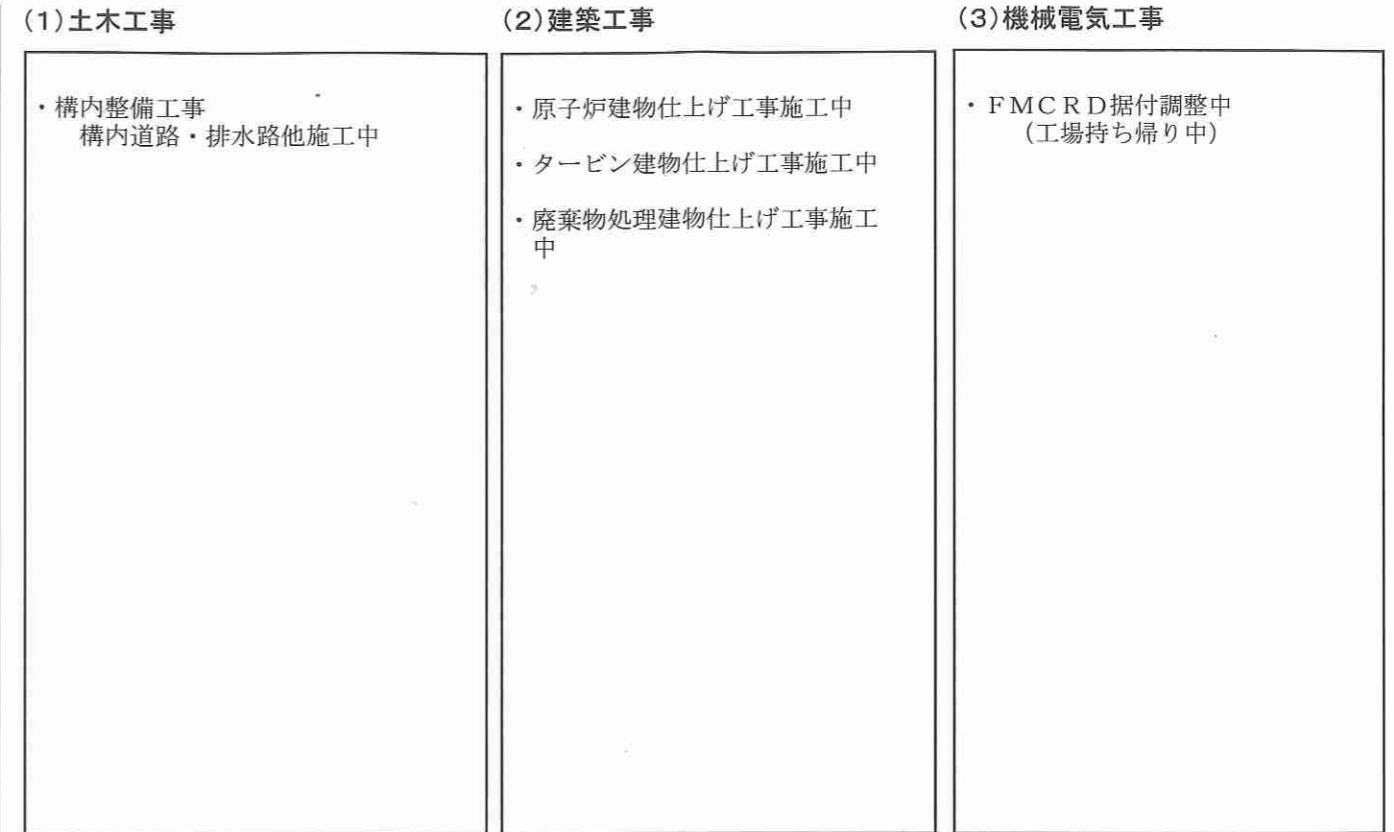 (1)土木工事
・構内整備工事
構内道路・排水路他施工中
(2)建築工事
・原子炉建物仕上げ工事施工中
・タービン建物仕上げ工事施工中
・廃棄物処理建物仕上げ工事施工
中
(3)機械電気工事
・ＦＭＣＲＤ据付調整中
（工場持ち帰り中）